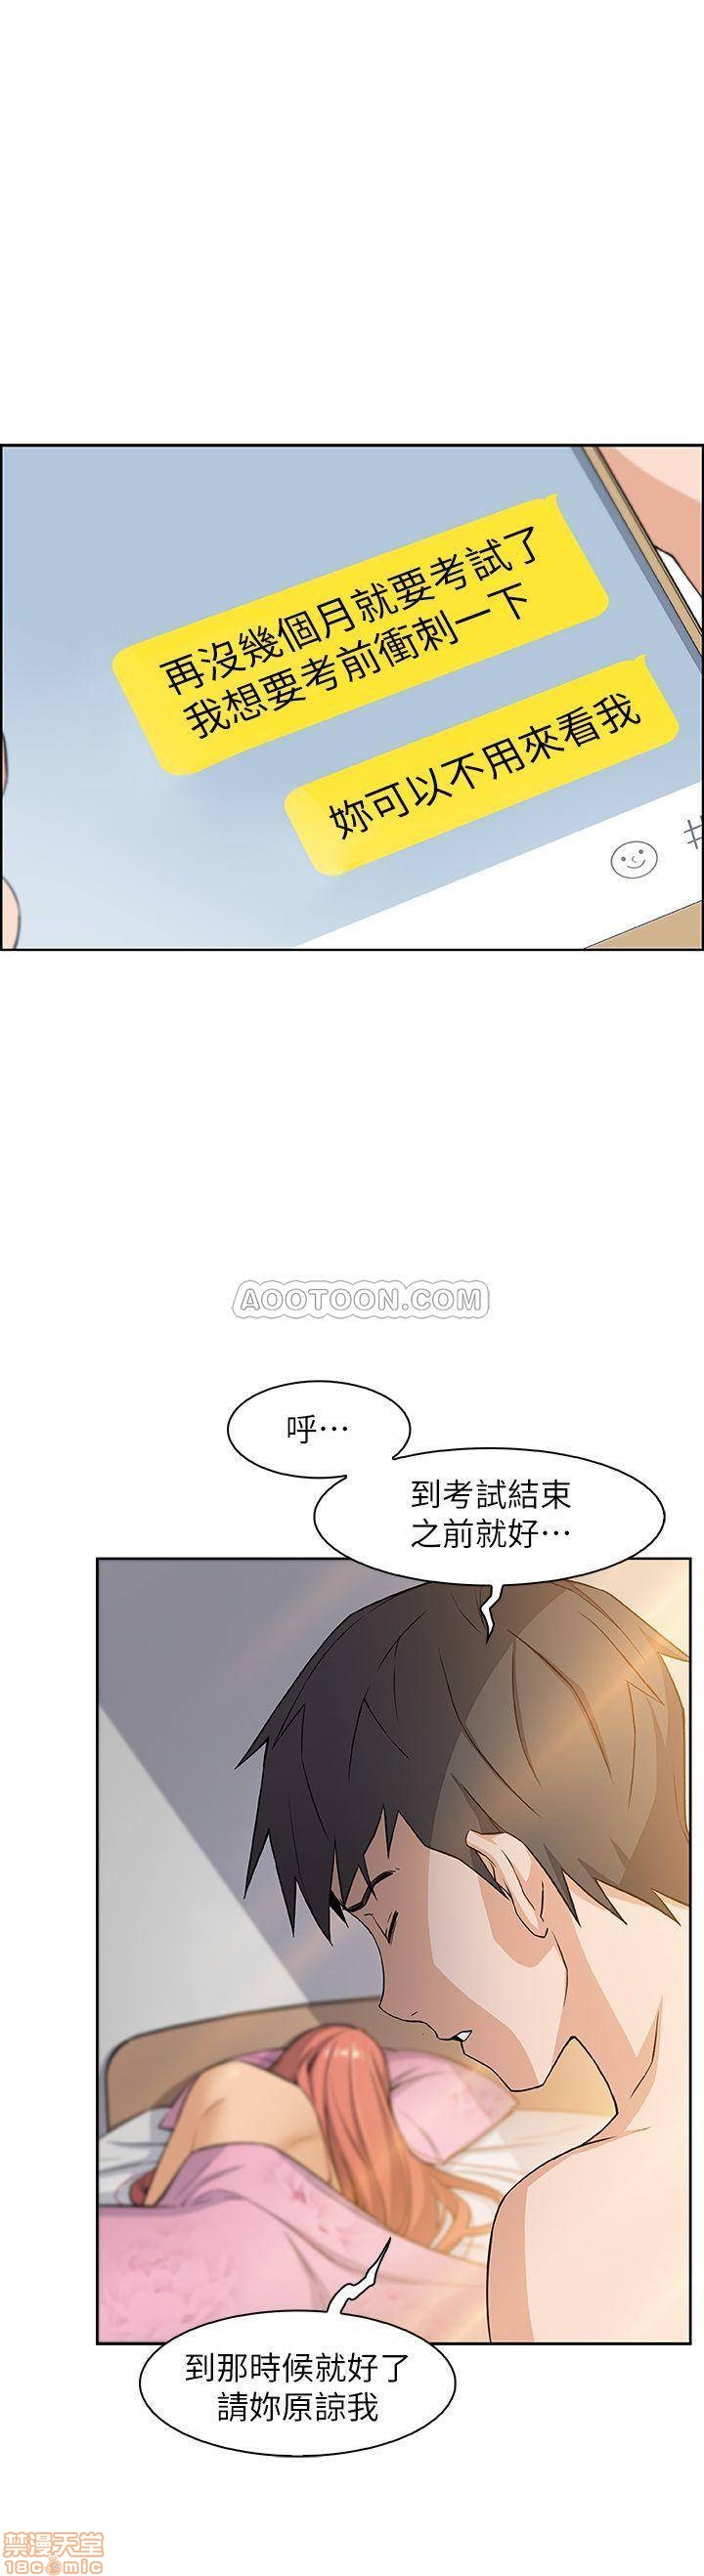 再沒幾個月就要考試了
我想要考前衝刺一下
妳可以不用來看我
#
AOOTOON.COM
呼⋯
到考試結束
之前就好⋯
到那時候就好了
請妳原諒我
禁漫天堂
18comic